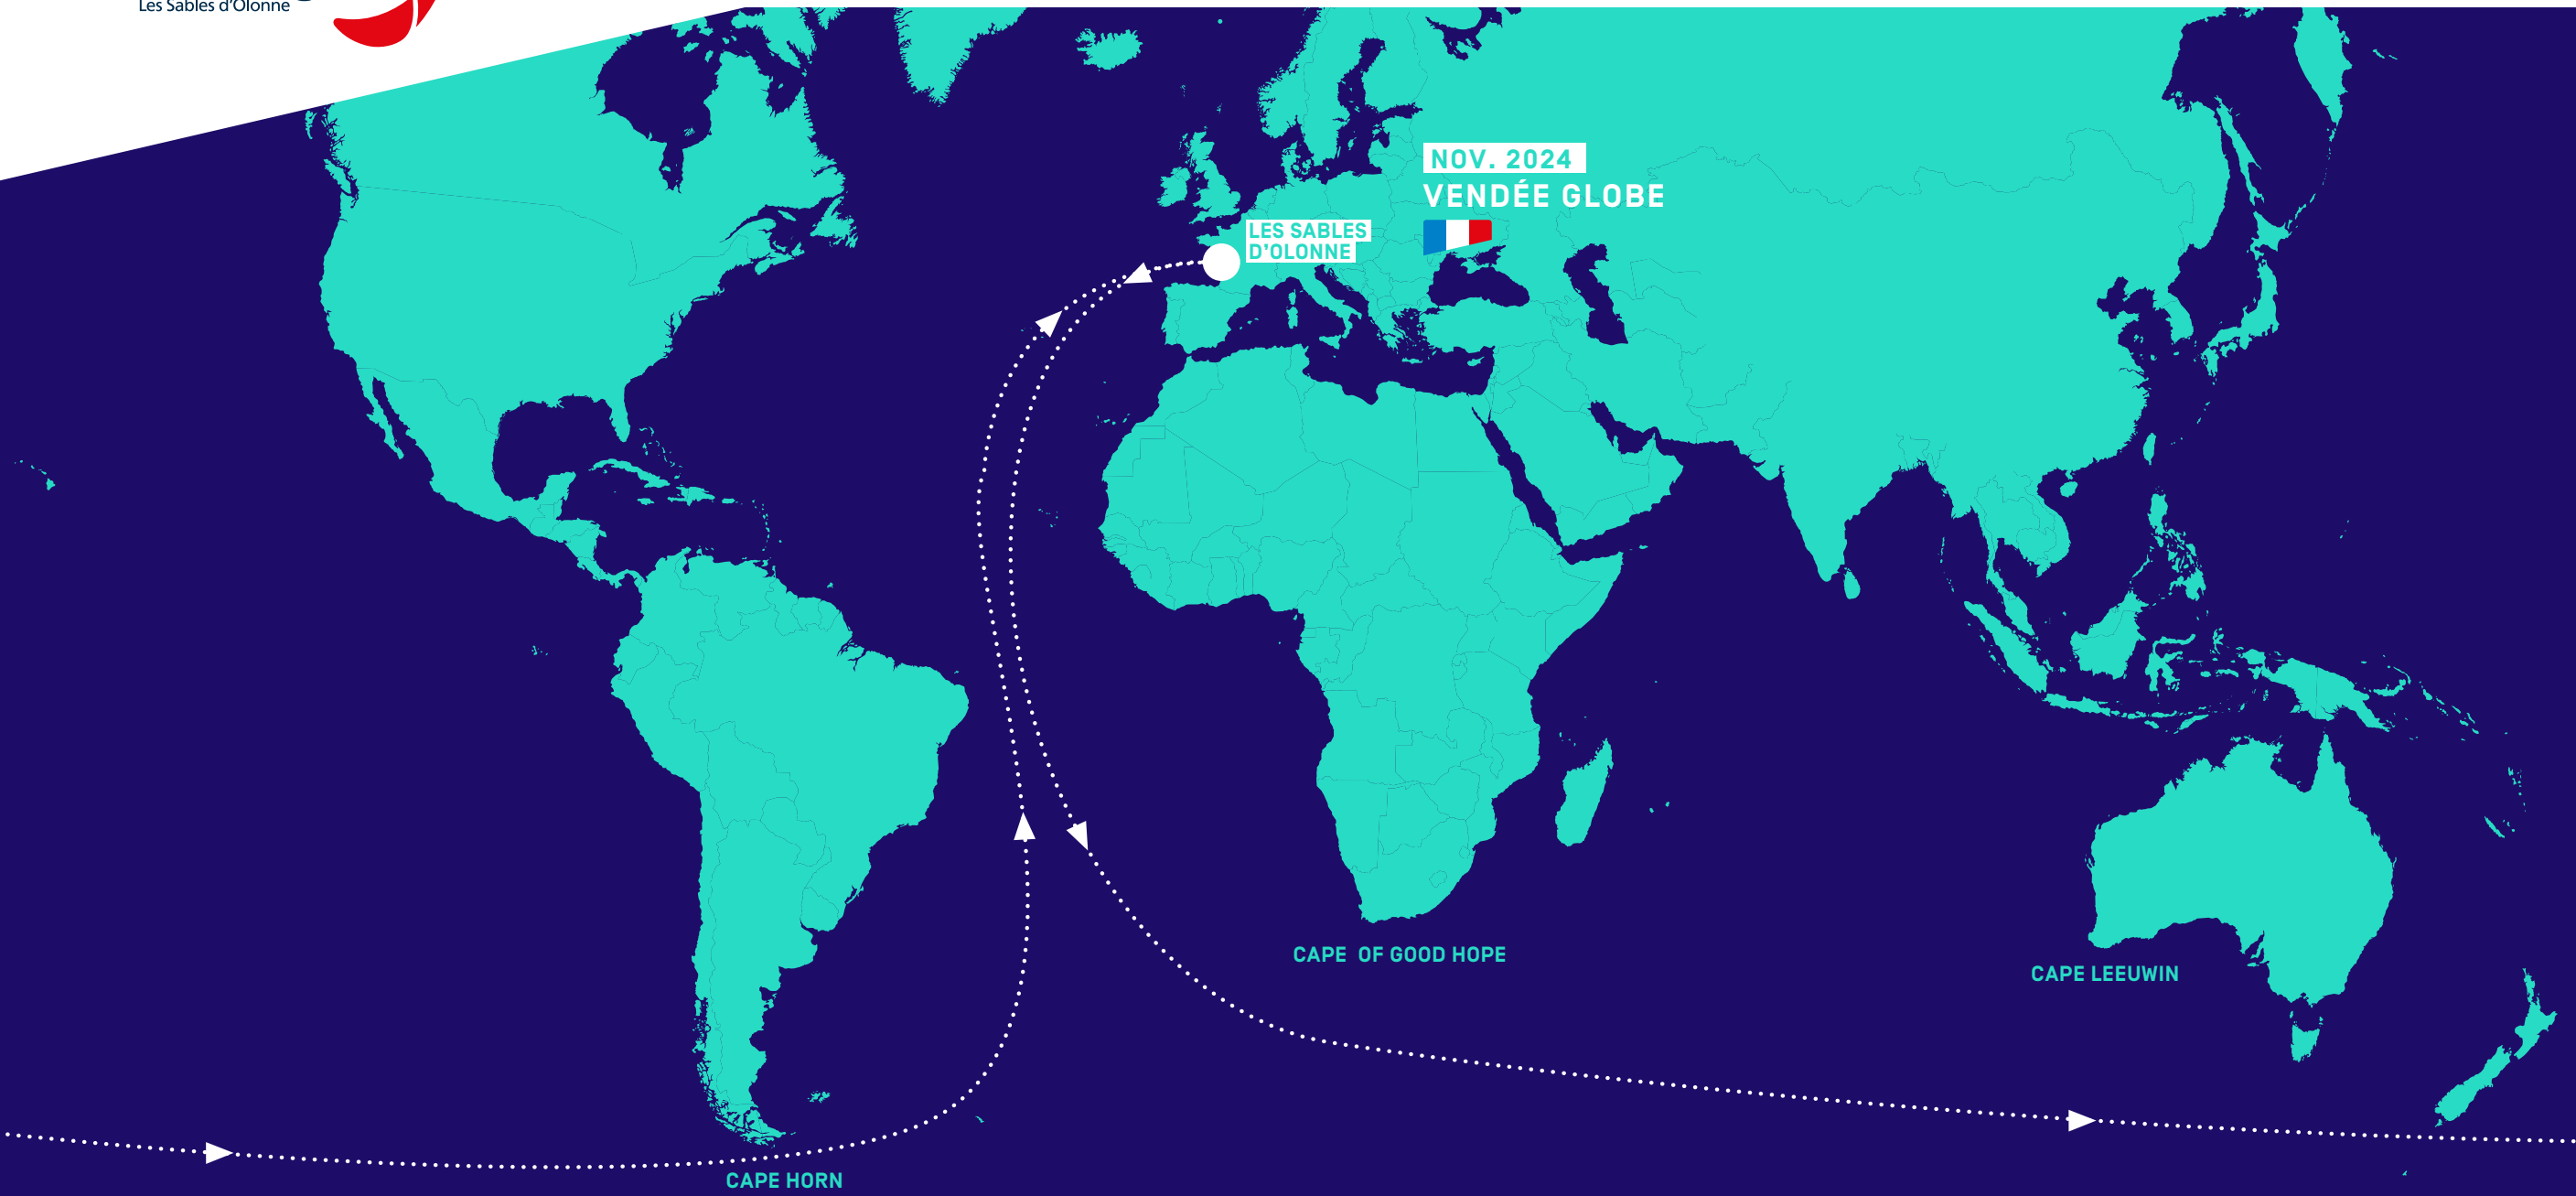 Les Sables d'Olonne
NOV. 2024
VENDÉE GLOBE
LES SABLES
D'OLONNE
CAPE OF GOOD HOPE
CAPE LEEUWIN
CAPE HORN